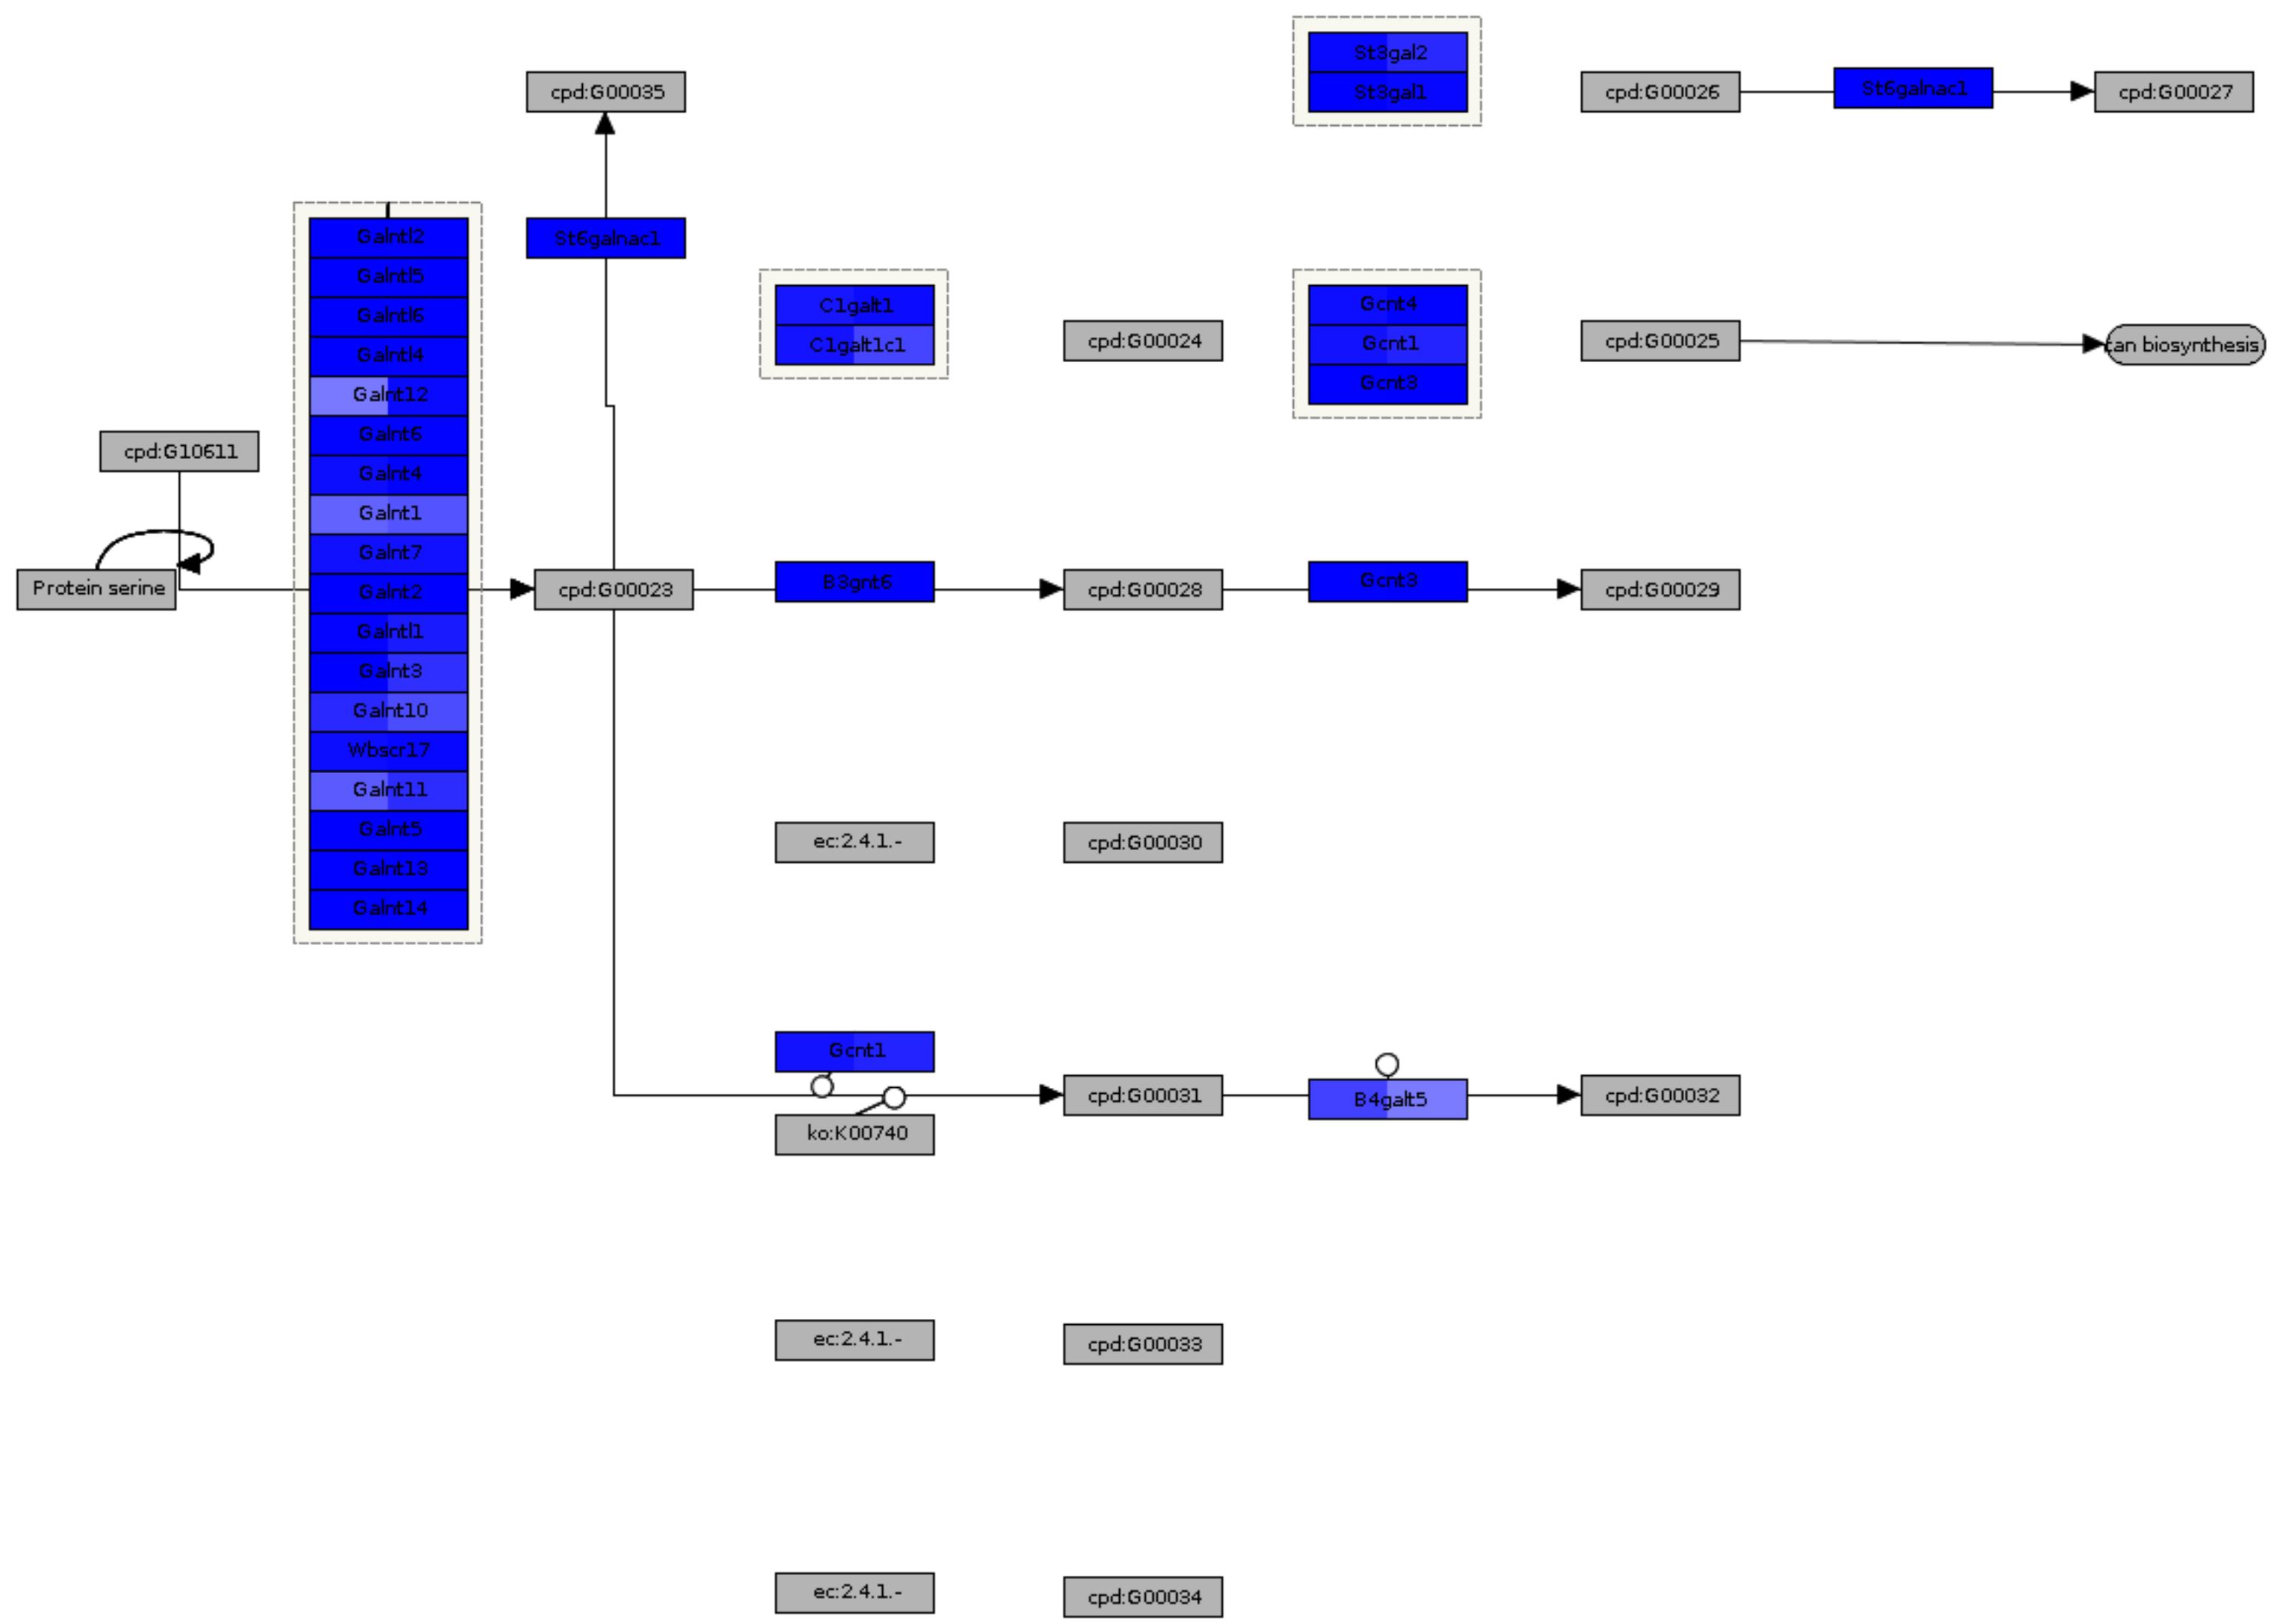 St3gal2
St3gal1
cpd:G00035
cpd:G00026
St6galnac1
cpd:G00027
Galntl2
Galntl5
Galntl6
Galntl4
Galnt12
Galnt6
Galnt4
Galnt1
Galnt7
Galnt2
Galntl1
Galnt3
Galnt10
Wbscr17
Galnt11
Galnt5
Galnt13
Galnt14
St6galnac1
C1galt1
C1galt1c1
cpd:G00024
Gcnt4
Gcnt1
Gcnt3
cpd:G00025
can biosynthesis
cpd:G10611
Protein serine
cpd:G00023
B3gnt6
cpd:G00028
Gcnt3
cpd:G00029
ec:2.4.1.-
cpd:G00030
Gcnt1
ko:K00740
cpd:G00031
B4galt5
cpd:G00032
ec:2.4.1.-
cpd:G00033
ec:2.4.1.-
cpd:G00034